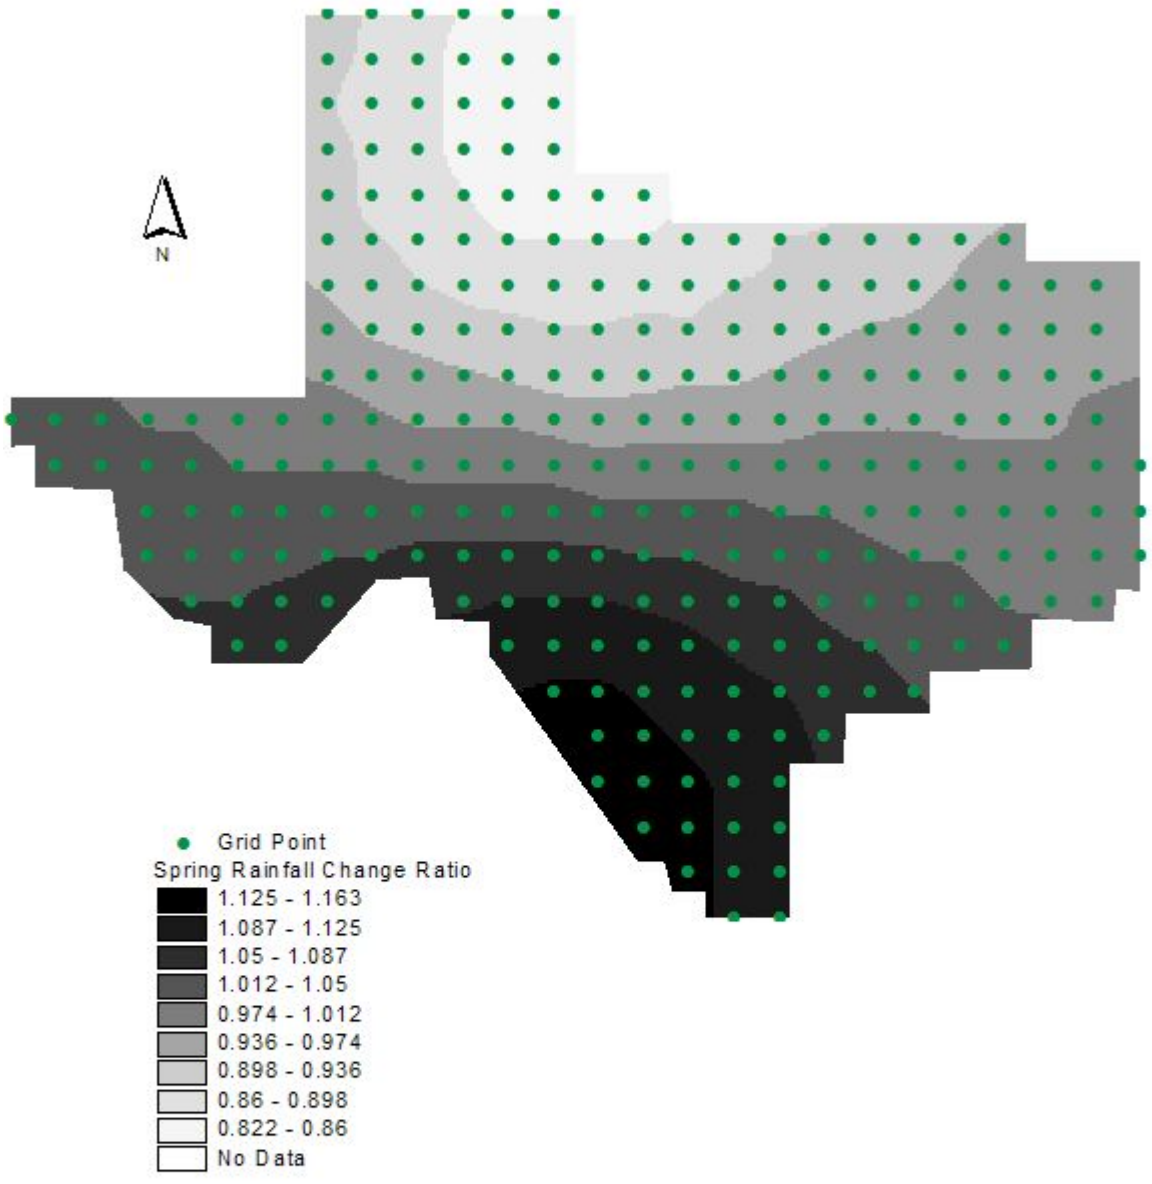 N
Grid Point
Spring Rainfall Change Ratio
1.125 - 1.163
1.087 - 1.125
1.05 - 1.087
1.012 - 1.05
0.974 - 1.012
0.936 - 0.974
0.898 - 0.936
0.86 - 0.898
0.822 - 0.86
No Data